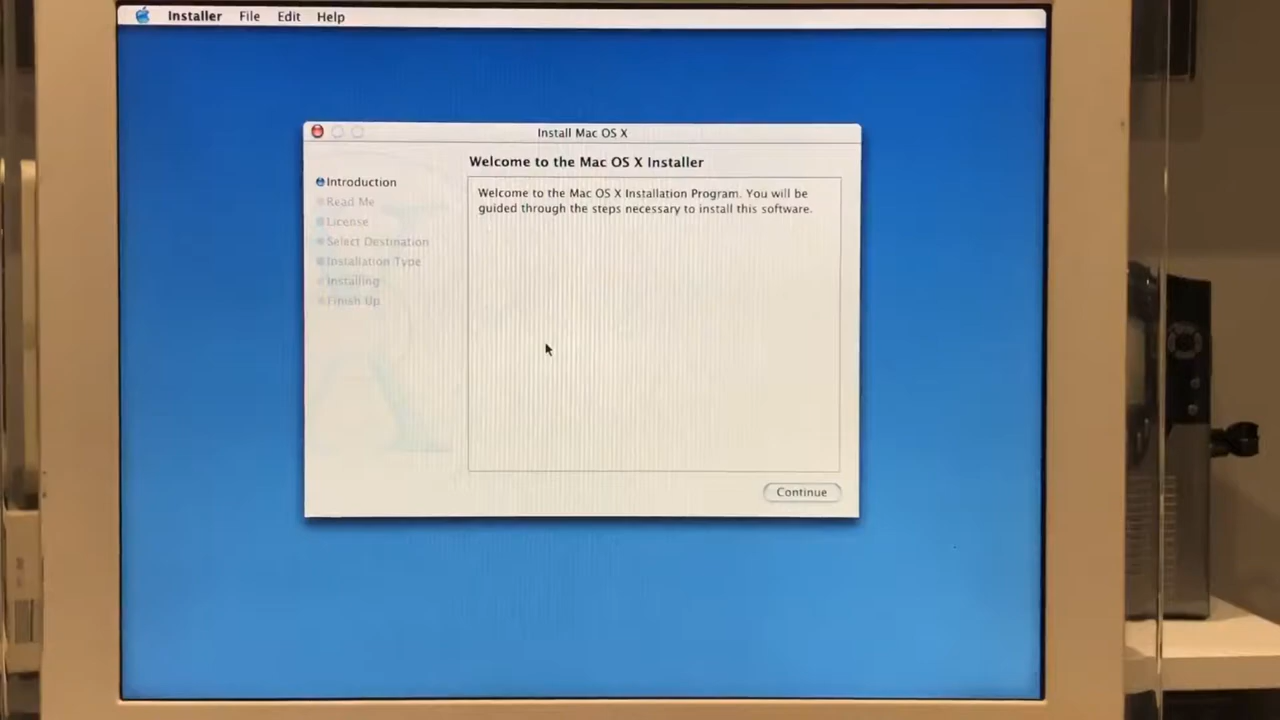 Installer File Edit Help
Install Mac OS X
Welcome to the Mac OS X Installer
Introduction
Read Me
License
Select Destination
Installation Type
Installing
Finish Up
Welcome to the Mac OS X Installation Program. You will
be guided through the steps necessary to install this software.
Continue